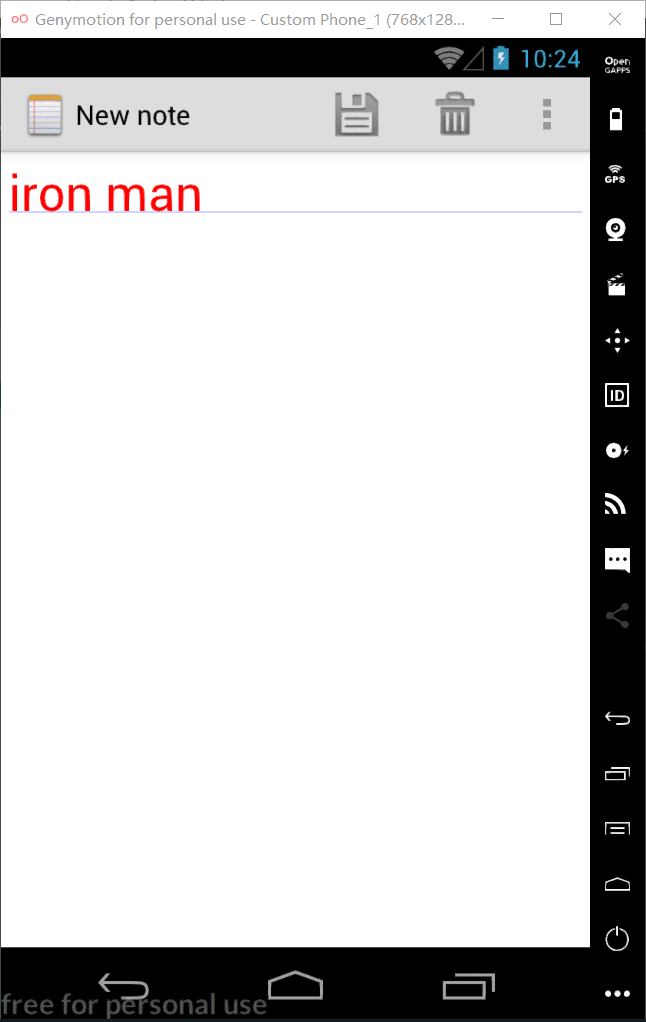 Genymotion for personal use - Custom Phone_1 (768x128...
10:24
Open
GAPPS
New note
GPS
iron man
ID
free for personal use